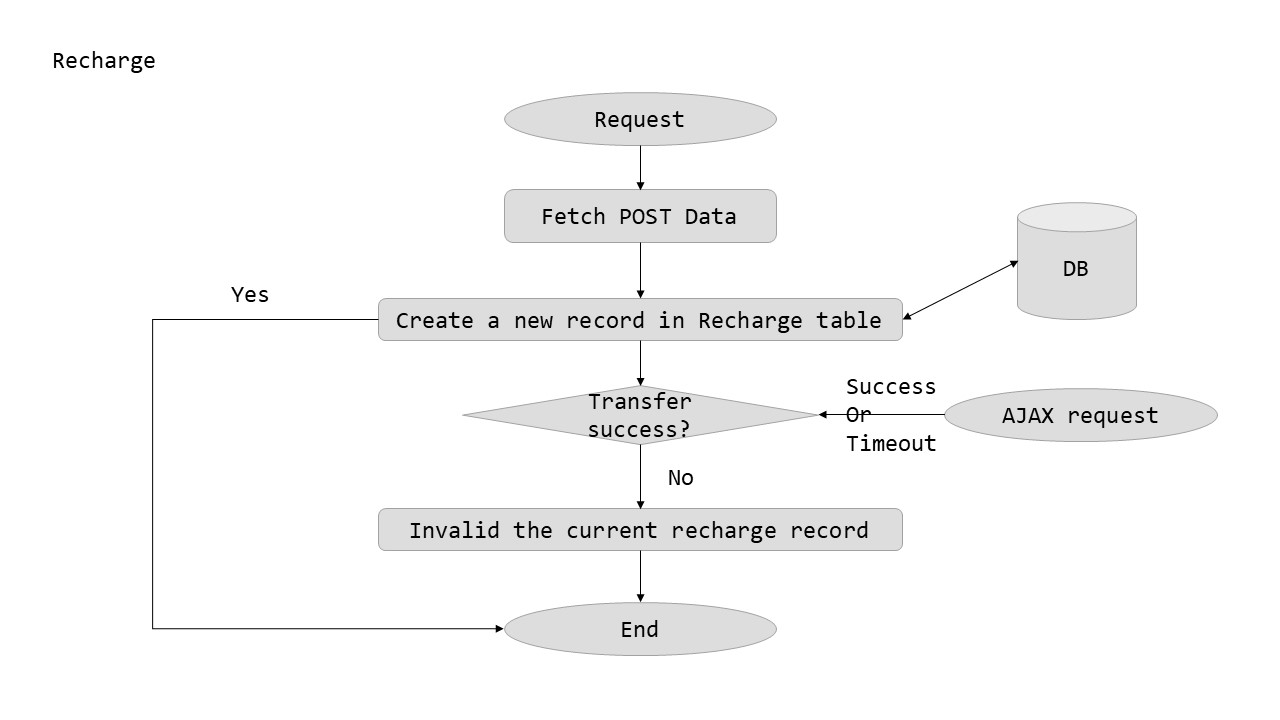 Recharge
Request
Fetch POST Data
DB
Yes
Create a new record in Recharge table
Transfer
success?
Success
Or
Timeout
AJAX request
No
Invalid the current recharge record
End